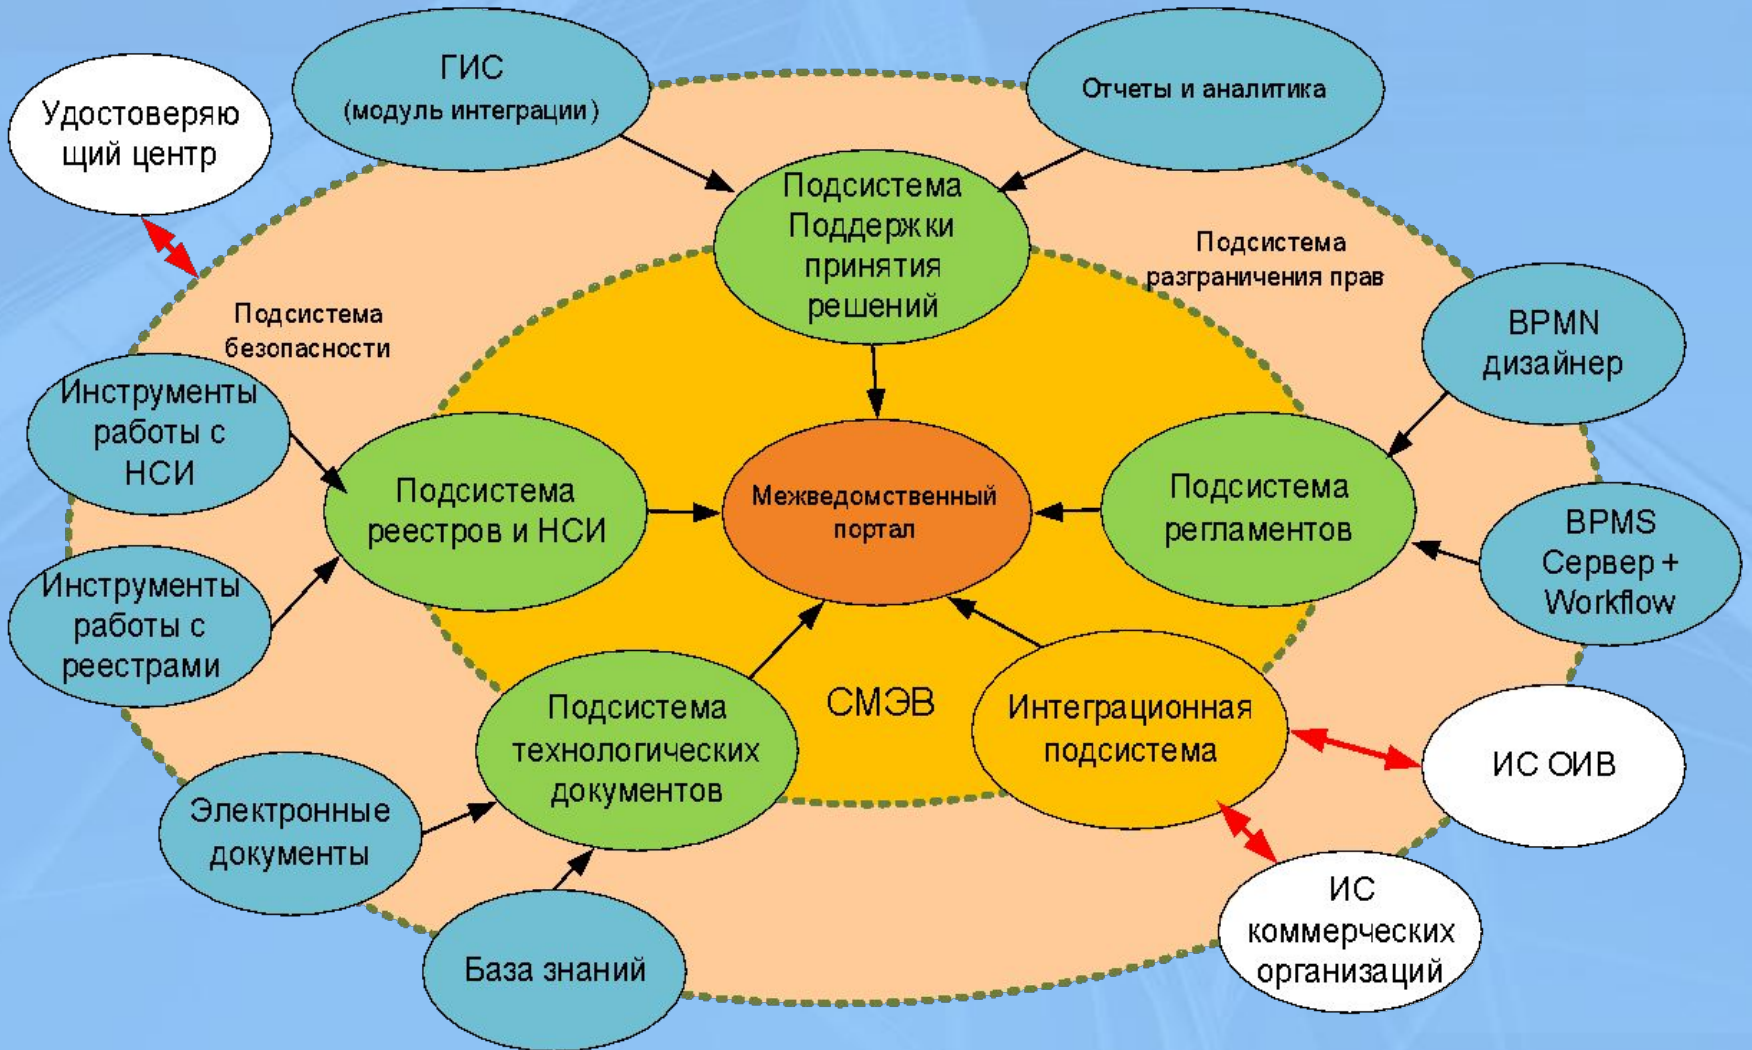 ГИС
(модуль интеграции)
Отчеты и аналитика
Удостоверяю
щий центр
Подсистема
Поддержки
принятия
решений
Подсистема
разграничения прав
Подсистема
безопасности
BPMN
дизайнер
Инструменты
работы с
НСИ
Подсистема
реестров и НСИ
Межведомственный
портал
Подсистема
регламентов
BPMS
Сервер +
Workflow
Инструменты
работы с
реестрами
Подсистема
технологических
документов
СМЭВ
Интеграционная
подсистема
ИС ОИВ
Электронные
документы
База знаний
ИС
коммерческих
организаций